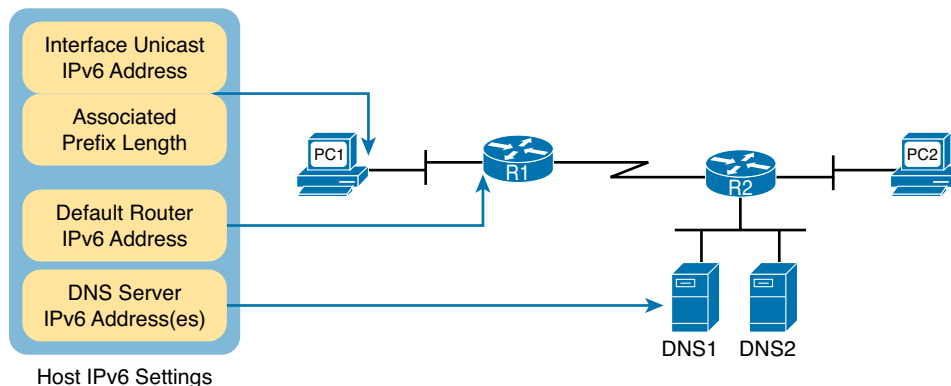 Interface Unicast
IPv6 Address
Associated
Prefix Length
Default Router
IPv6 Address
DNS Server
IPv6 Address(es)
Host IPv6 Settings
PC1
R1
R2
PC2
DNS1
DNS2